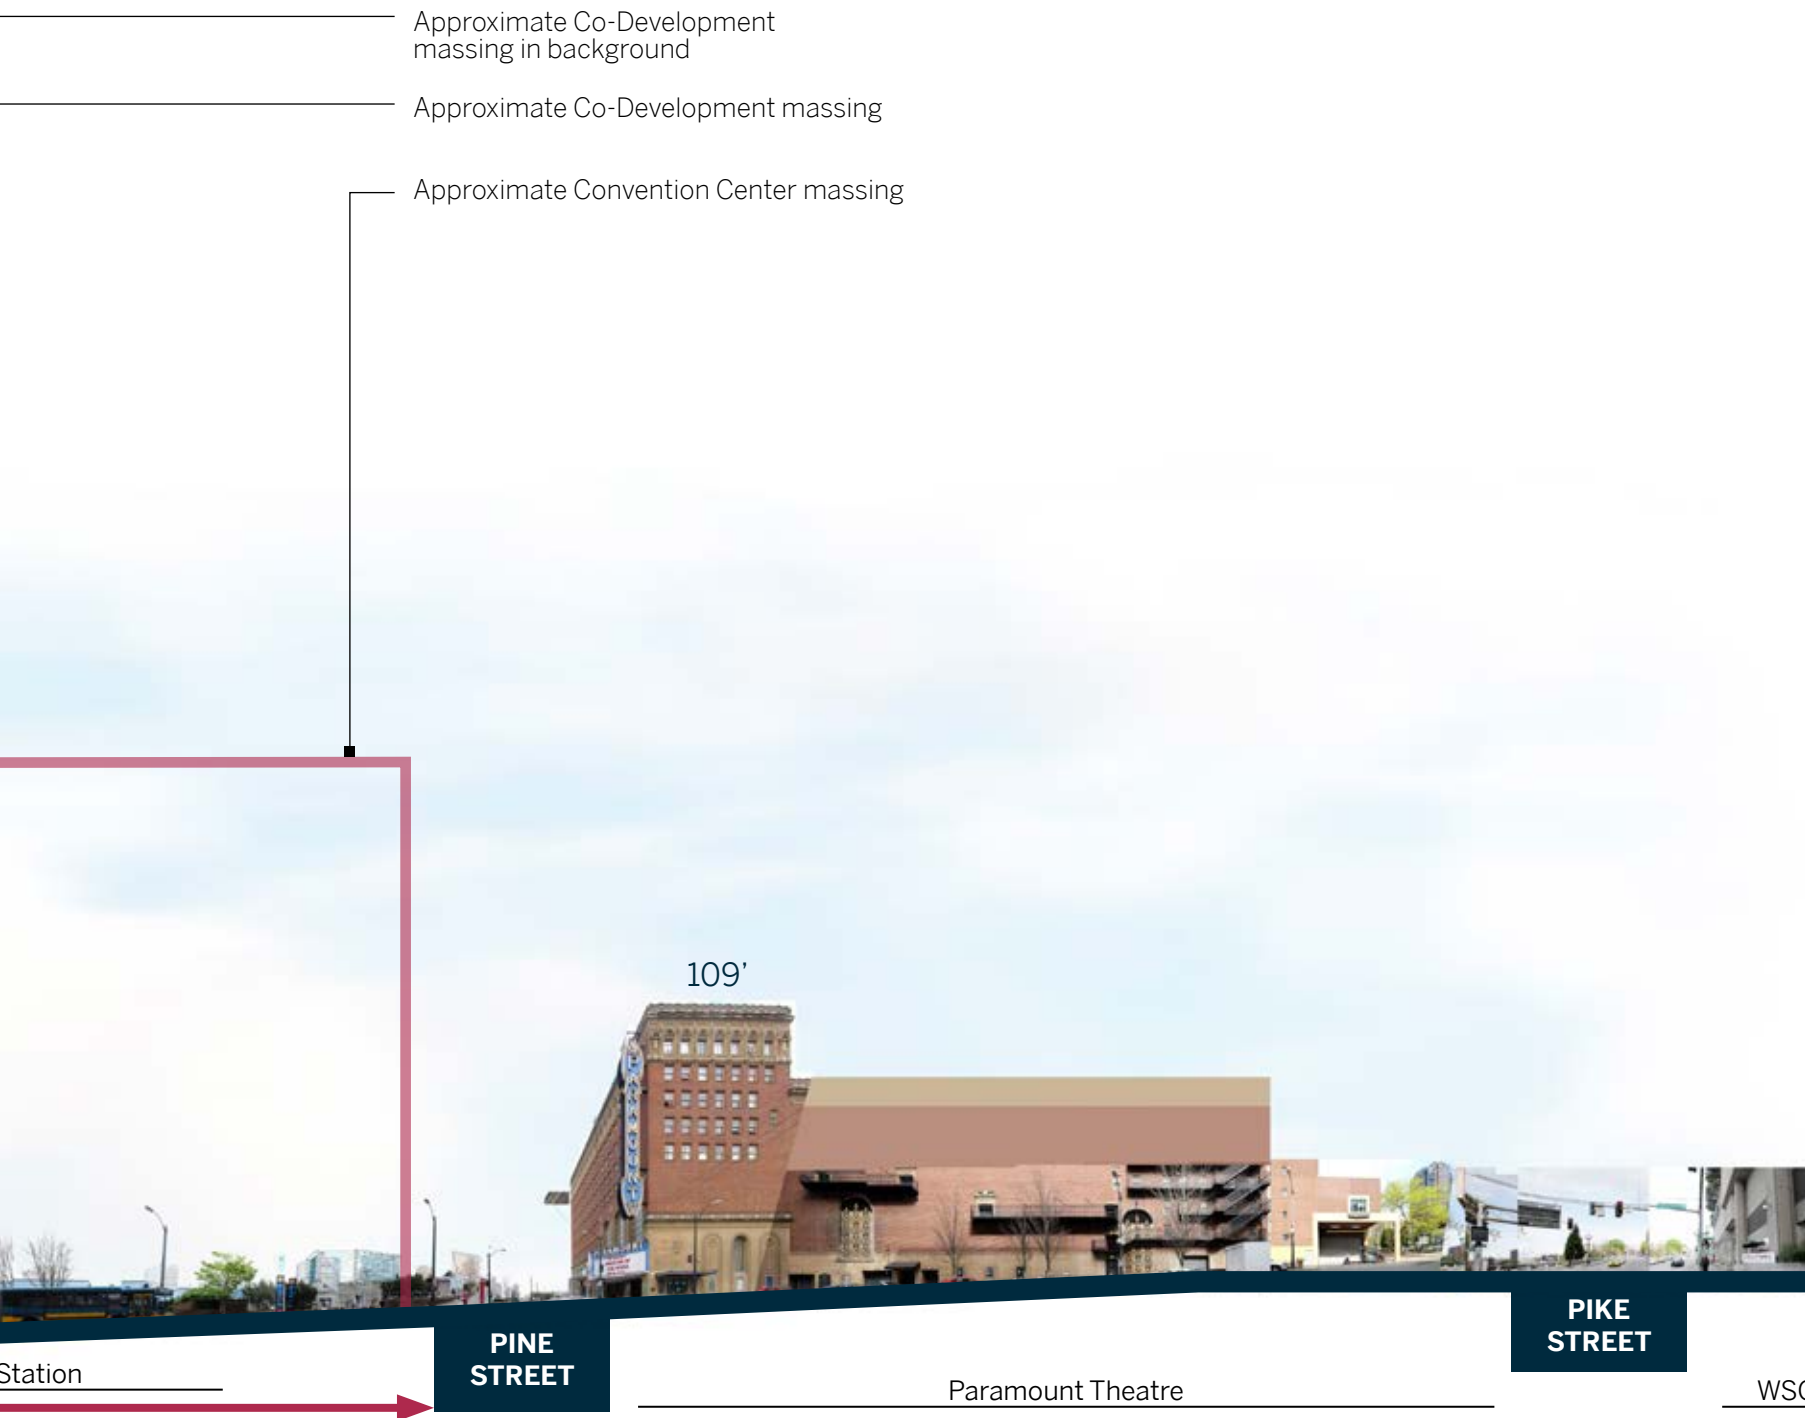 Approximate Co-Development
massing in background
Approximate Co-Development massing
Approximate Convention Center massing
109’
PARAMOUNT
PINE
STREET
PIKE
STREET
Station
Paramount Theatre